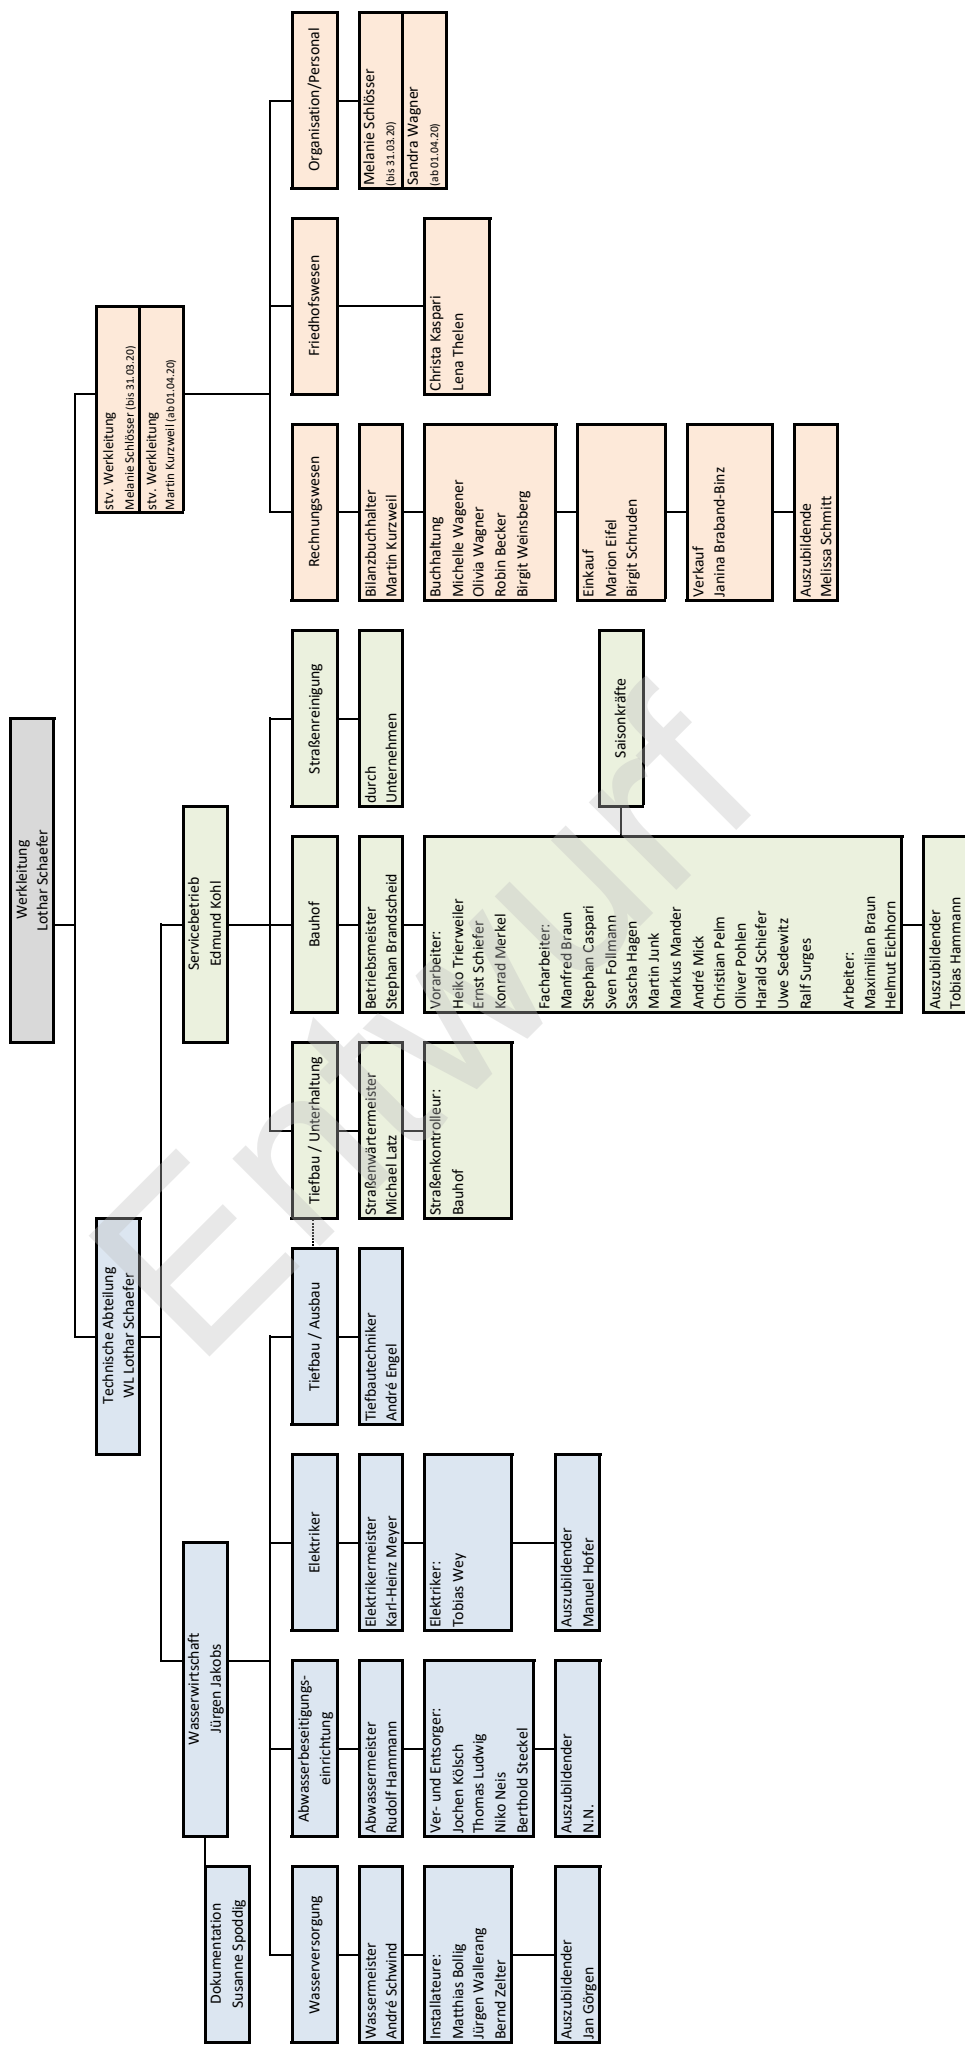 Werkleitung
Lothar Schaefer
Technische Abteilung
WL Lothar Schaefer
stv. Werkleitung
Melanie Schlösser (bis 31.03.20)
stv. Werkleitung
Martin Kurzweil (ab 01.04.20)
Wasserwirtschaft
Jürgen Jakobs
Servicebetrieb
Edmund Kohl
Dokumentation
Susanne Spoddig
Wasserversorgung
Wassermeister
André Schwind
Installateure:
Matthias Bollig
Jürgen Wallerang
Bernd Zelter
Auszubildender
Jan Görgen
Abwasserbeseitigungs-
einrichtung
Abwassermeister
Rudolf Hammann
Ver- und Entsorger:
Jochen Kölsch
Thomas Ludwig
Niko Neis
Berthold Steckel
Auszubildender
N.N.
Elektriker
Elektrikermeister
Karl-Heinz Meyer
Elektriker:
Tobias Wey
Auszubildender
Manuel Hofer
Tiefbau / Ausbau
Tiefbautechniker
André Engel
Tiefbau / Unterhaltung
Straßenwärtermeister
Michael Latz
Straßenkontrolleur:
Bauhof
Bauhof
Betriebsmeister
Stephan Brandscheid
Vorarbeiter:
Heiko Trierweiler
Ernst Schiefer
Konrad Merkel
Facharbeiter:
Manfred Braun
Stephan Caspari
Sven Follmann
Sascha Hagen
Martin Junk
Markus Mander
André Mick
Christian Pelm
Oliver Pohlen
Harald Schiefer
Uwe Sedewitz
Ralf Surges
Arbeiter:
Maximilian Braun
Helmut Eichhorn
Auszubildender
Tobias Hammann
Saisonkräfte
Straßenreinigung
durch
Unternehmen
Rechnungswesen
Bilanzbuchhalter
Martin Kurzweil
Buchhaltung
Michelle Wagener
Olivia Wagner
Robin Becker
Birgit Weinsberg
Einkauf
Marion Eifel
Birgit Schruden
Verkauf
Janina Braband-Binz
Auszubildende
Melissa Schmitt
Friedhofswesen
Christa Kaspari
Lena Thelen
Organisation/Personal
Melanie Schlösser
(bis 31.03.20)
Sandra Wagner
(ab 01.04.20)
Entwurf